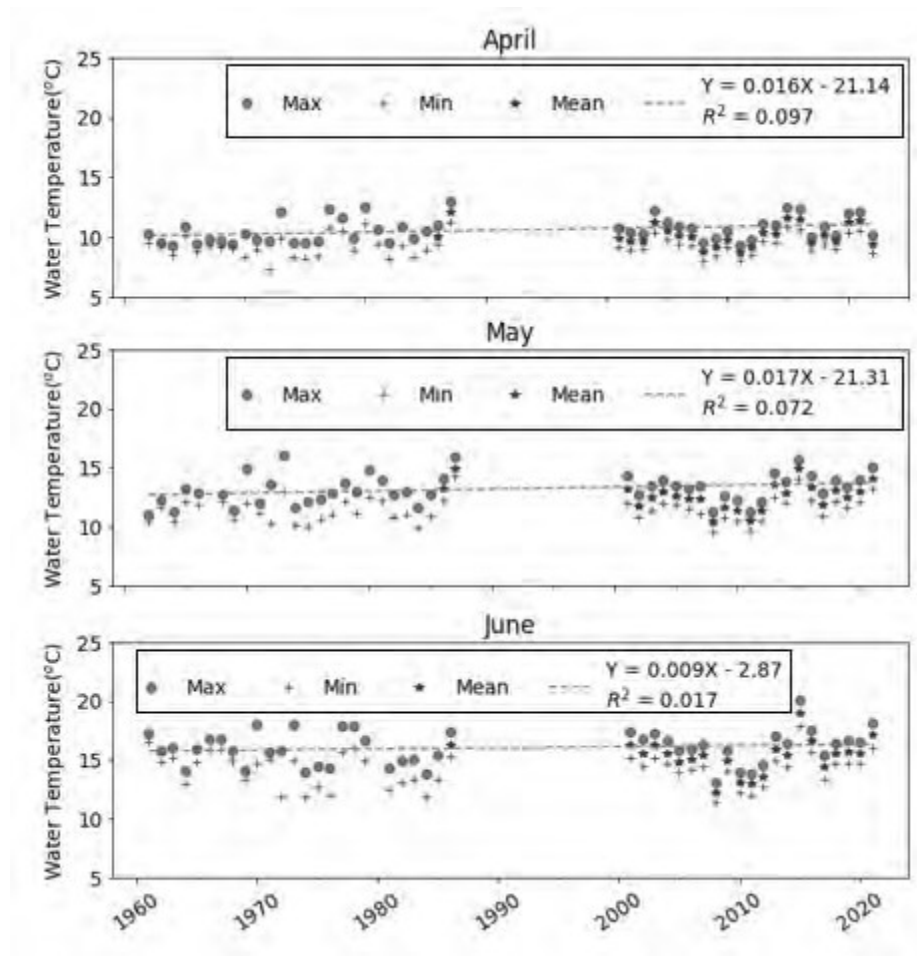 April
Water Temperature(°C)
25
20
15
10
5
Max Min Mean Y = 0.016X - 21.14
R² = 0.097
May
Water Temperature(°C)
25
20
15
10
5
Max Min Mean Y = 0.017X - 21.31
R² = 0.072
June
Water Temperature(°C)
25
20
15
10
5
Max Min Mean Y = 0.009X - 2.87
R² = 0.017
1960 1970 1980 1990 2000 2010 2020